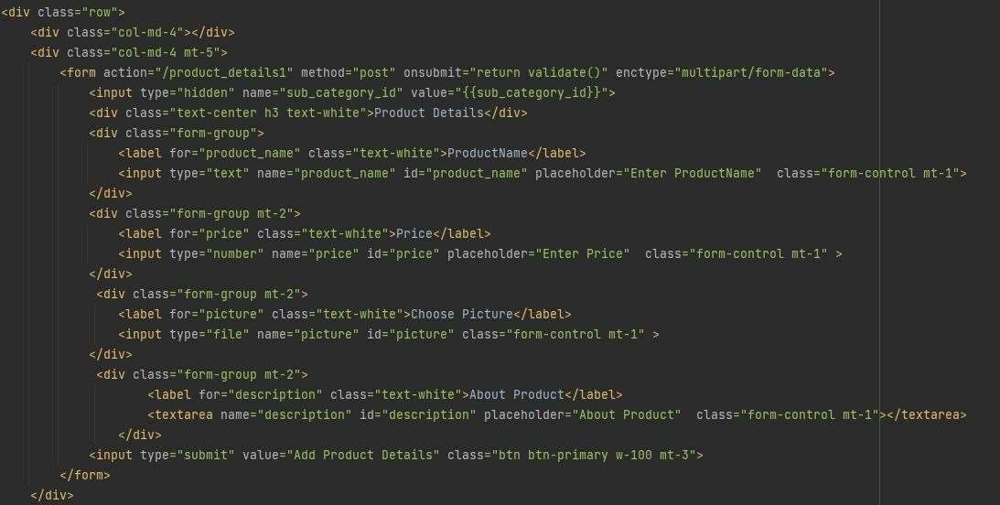 <div class="row">
    <div class="col-md-4"></div>
    <div class="col-md-4 mt-5">
        <form action="/product_details1" method="post" onsubmit="return validate()" enctype="multipart/form-data">
            <input type="hidden" name="sub_category_id" value="{{sub_category_id}}">
            <div class="text-center h3 text-white">Product Details</div>
            <div class="form-group">
                <label for="product_name" class="text-white">ProductName</label>
                <input type="text" name="product_name" id="product_name" placeholder="Enter ProductName"  class="form-control mt-1">
            </div>
            <div class="form-group mt-2">
                <label for="price" class="text-white">Price</label>
                <input type="number" name="price" id="price" placeholder="Enter Price"  class="form-control mt-1" >
            </div>
             <div class="form-group mt-2">
                <label for="picture" class="text-white">Choose Picture</label>
                <input type="file" name="picture" id="picture" class="form-control mt-1" >
            </div>
             <div class="form-group mt-2">
                    <label for="description" class="text-white">About Product</label>
                    <textarea name="description" id="description" placeholder="About Product"  class="form-control mt-1"></textarea>
                </div>
            <input type="submit" value="Add Product Details" class="btn btn-primary w-100 mt-3">
        </form>
    </div>